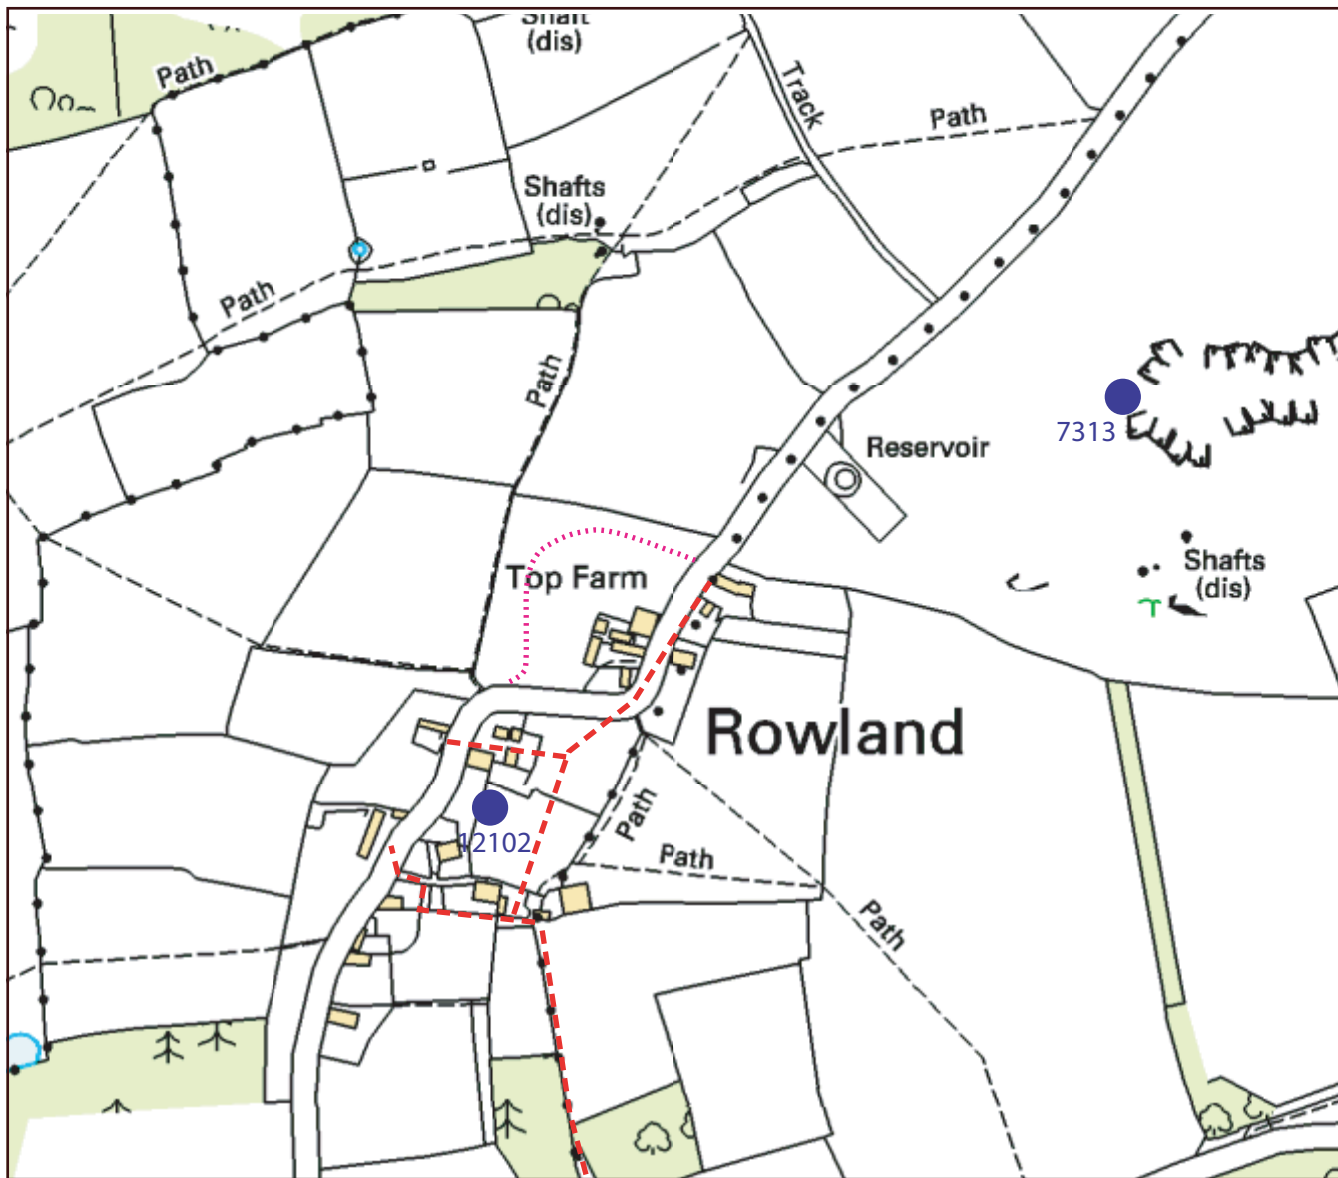 Shaft
(dis)
Path
Track
Path
Shafts
(dis)
Path
Path
7313
Reservoir
Top Farm
Shafts
(dis)
Rowland
Path
12102
Path
Path